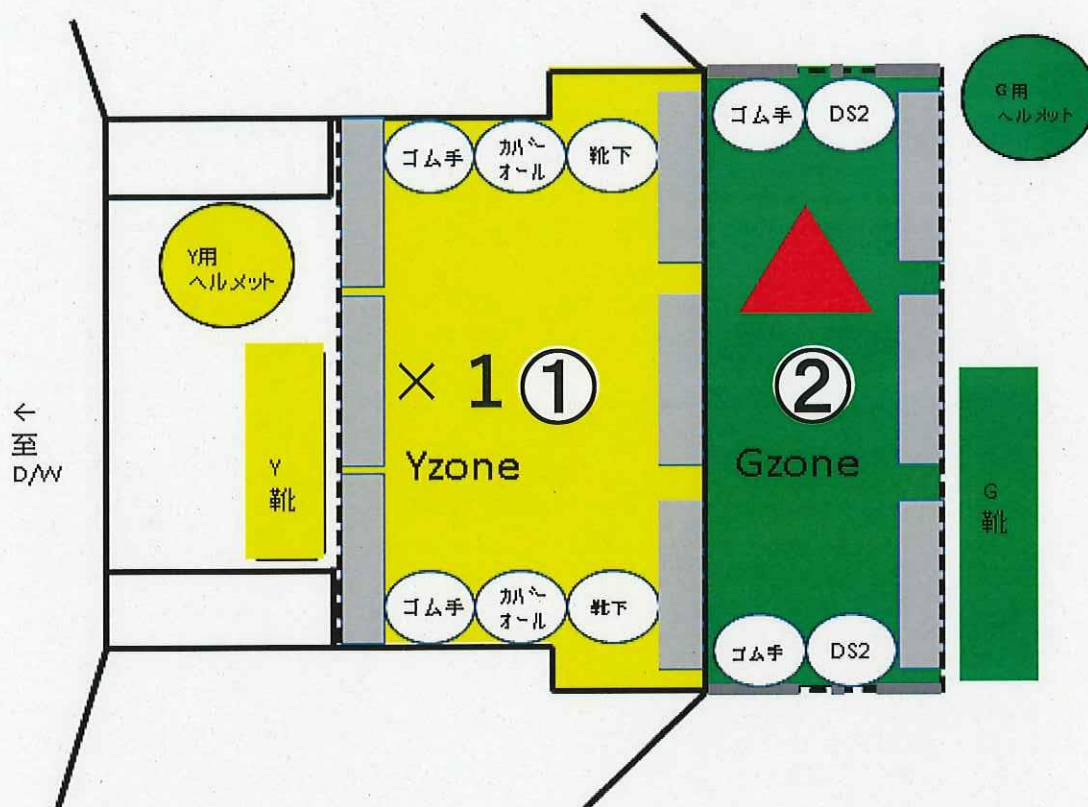 G用
ヘルメット
ゴム手
カバー
オール
靴下
ゴム手
DS2
Y用
ヘルメット
×1
①
②
Yzone
Gzone
←
至
D/W
Y
靴
G
靴
ゴム手
カバー
オール
靴下
ゴム手
DS2